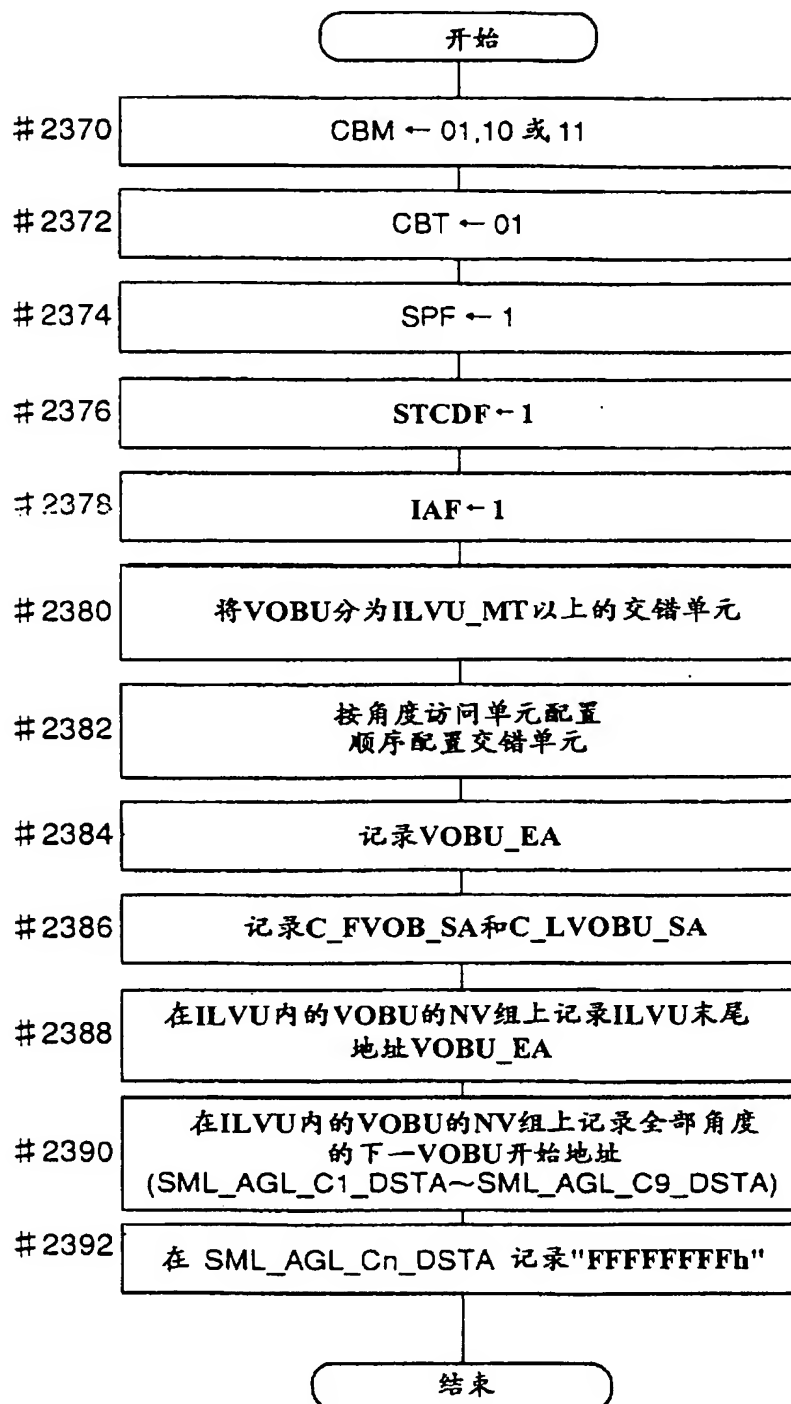 开始
#2370 CBM ← 01,10 或 11
#2372 CBT ← 01
#2374 SPF ← 1
#2376 STCDF ← 1
#2378 IAF ← 1
#2380 将VOBU分为ILVU_MT以上的交错单元
#2382 按角度访问单元配置
顺序配置交错单元
#2384 记录VOBU_EA
#2386 记录C_FVOB_SA和C_LVOBU_SA
#2388 在ILVU内的VOBU的NV组上记录ILVU末尾
地址VOBU_EA
#2390 在ILVU内的VOBU的NV组上记录全部角度
的下一VOBU开始地址
(SML_AGL_C1_DSTA~SML_AGL_C9_DSTA)
#2392 在 SML_AGL_Cn_DSTA 记录"FFFFFFFFh"
结束